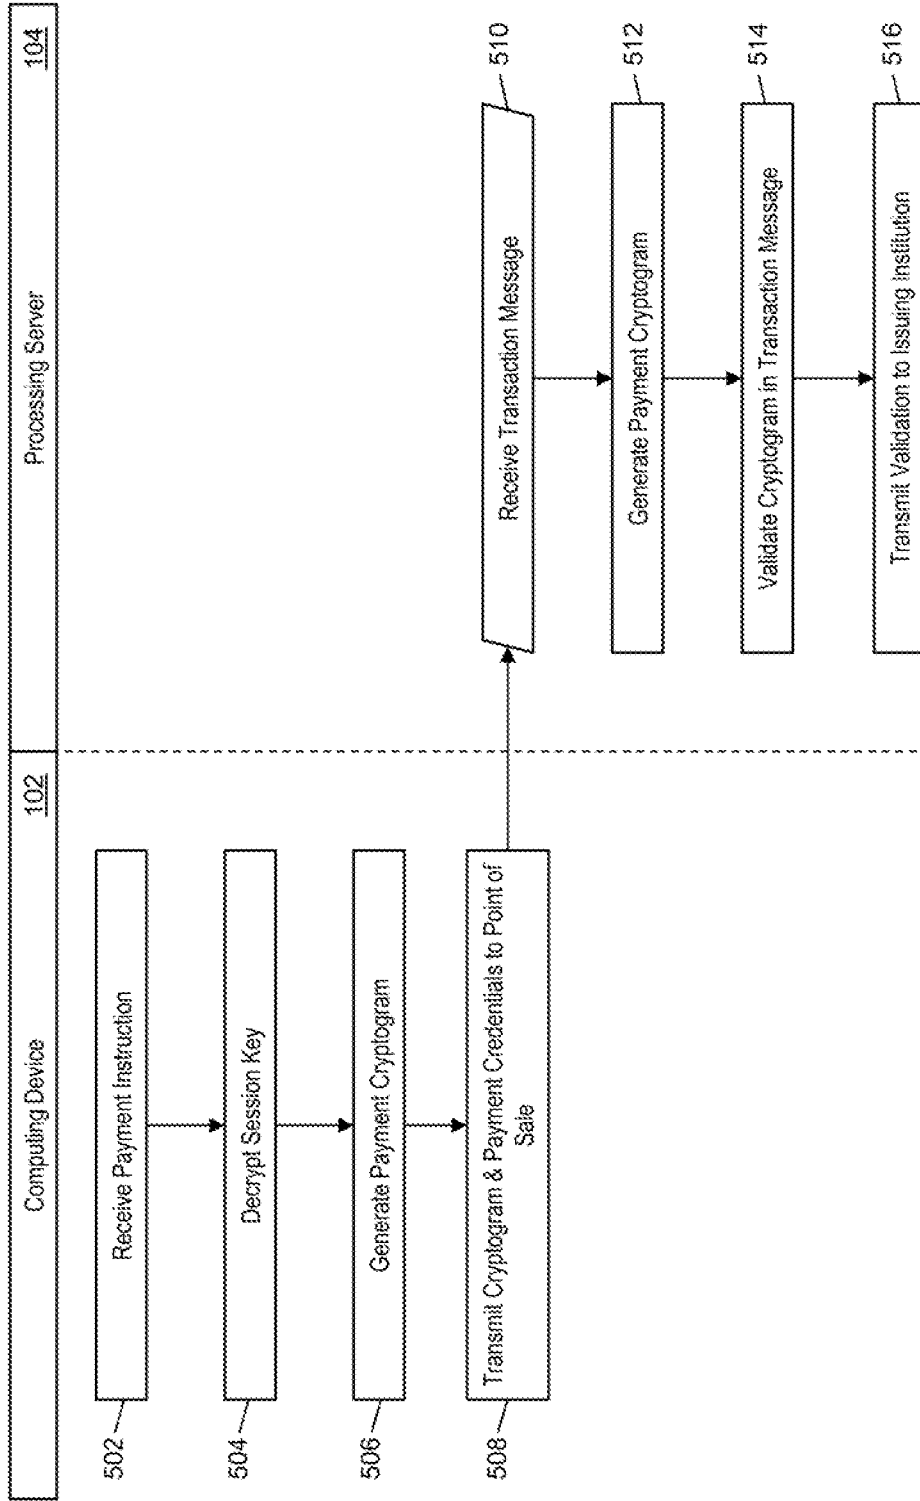 Computing Device
102
Processing Server
104
502
Receive Payment Instruction
504
Decrypt Session Key
506
Generate Payment Cryptogram
508
Transmit Cryptogram & Payment Credentials to Point of
Sale
Receive Transaction Message
510
Generate Payment Cryptogram
512
Validate Cryptogram in Transaction Message
514
Transmit Validation to Issuing Institution
516